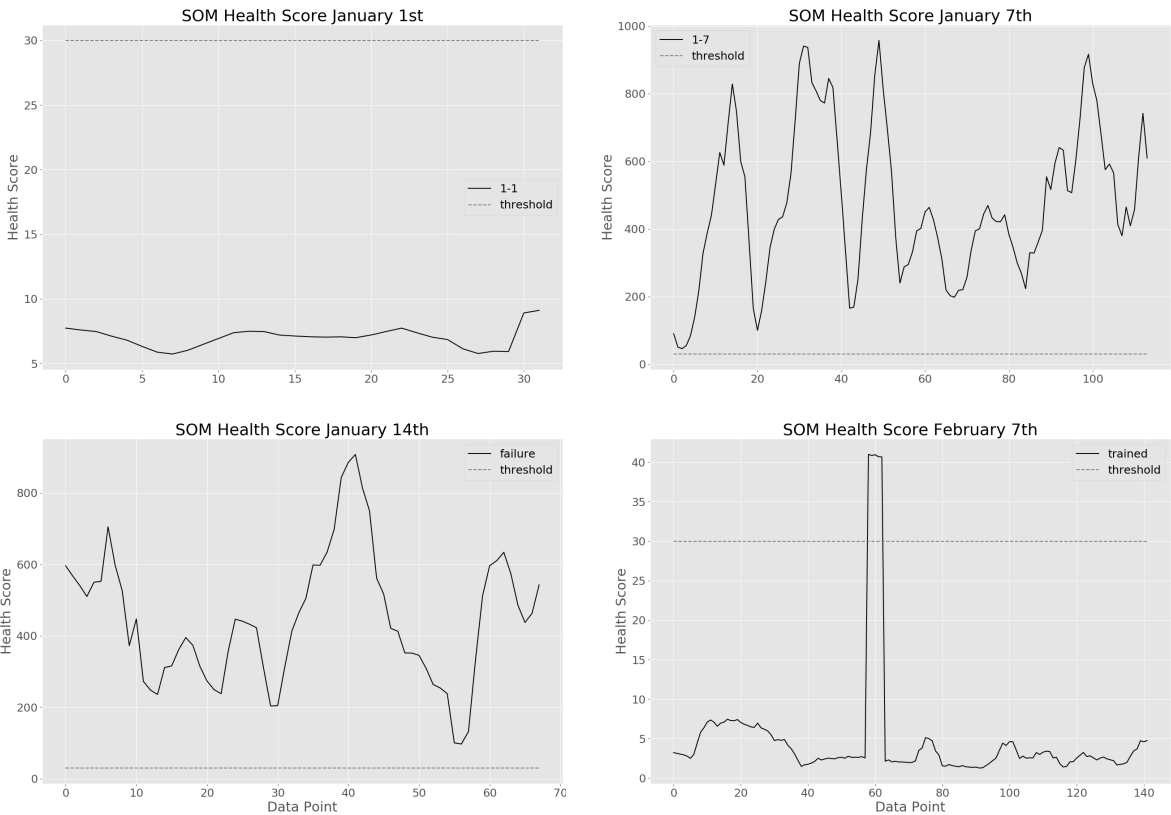 SOM Health Score January 1st
30
25
20
15
10
5
Health Score
1-1
threshold
0 5 10 15 20 25 30
SOM Health Score January 7th
1000
800
600
400
200
0
Health Score
1-7
threshold
0 20 40 60 80 100
SOM Health Score January 14th
800
600
400
200
0
Health Score
failure
threshold
0 10 20 30 40 50 60 70
Data Point
SOM Health Score February 7th
40
35
30
25
20
15
10
5
0
Health Score
trained
threshold
0 20 40 60 80 100 120 140
Data Point